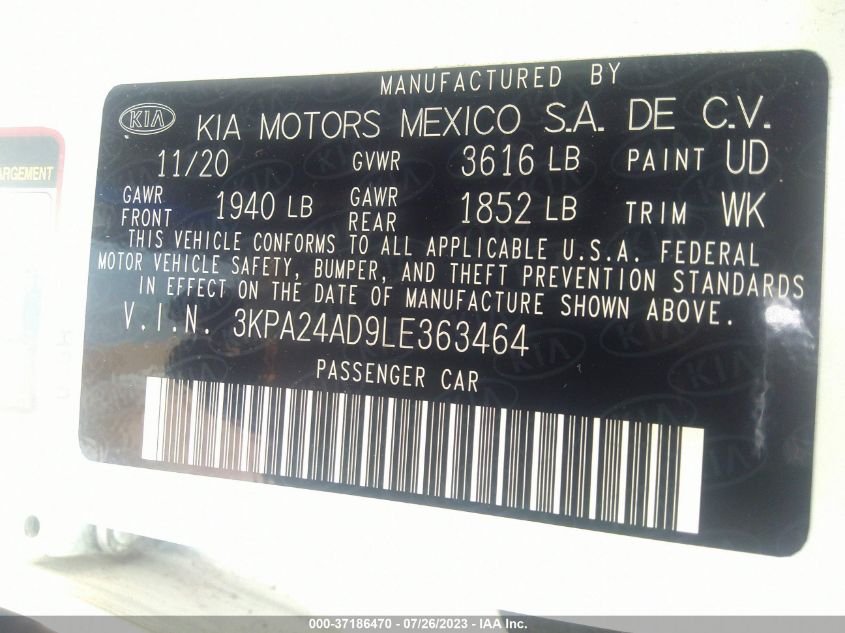 ARGEMENT
MANUFACTURED BY
KIA KIA MOTORS MEXICO S.A. DE C.V.
11/20 GVWR 3616 LB PAINT UD
GAWR FRONT 1940 LB GAWR REAR 1852 LB TRIM WK
THIS VEHICLE CONFORMS TO ALL APPLICABLE U.S.A. FEDERAL
MOTOR VEHICLE SAFETY, BUMPER, AND THEFT PREVENTION STANDARDS
IN EFFECT ON THE DATE OF MANUFACTURE SHOWN ABOVE.
V.I.N. 3KPA24AD9LE363464
PASSENGER CAR
000-37186470 - 07/26/2023 - IAA Inc.